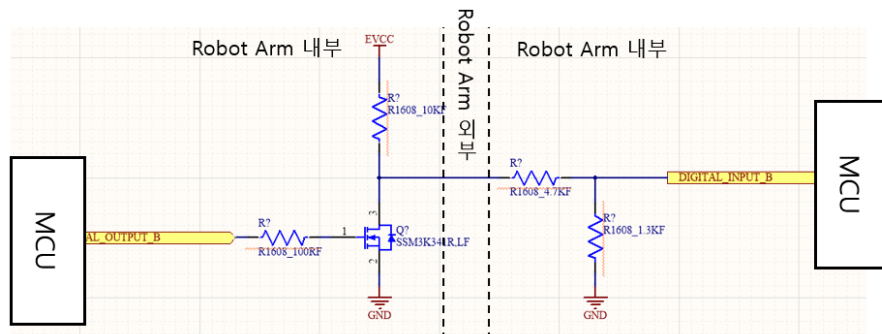 Robot Arm 내부
Robot Arm 외부
Robot Arm 내부
EVCC
R?
R1608_10KF
R?
R1608_4.7KF
DIGITAL_INPUT_B
MCU
MCU
AL_OUTPUT_B
R?
R1608_100RF
1
3
2
Q?
SSM3K341R,LF
R?
R1608_1.3KF
GND
GND